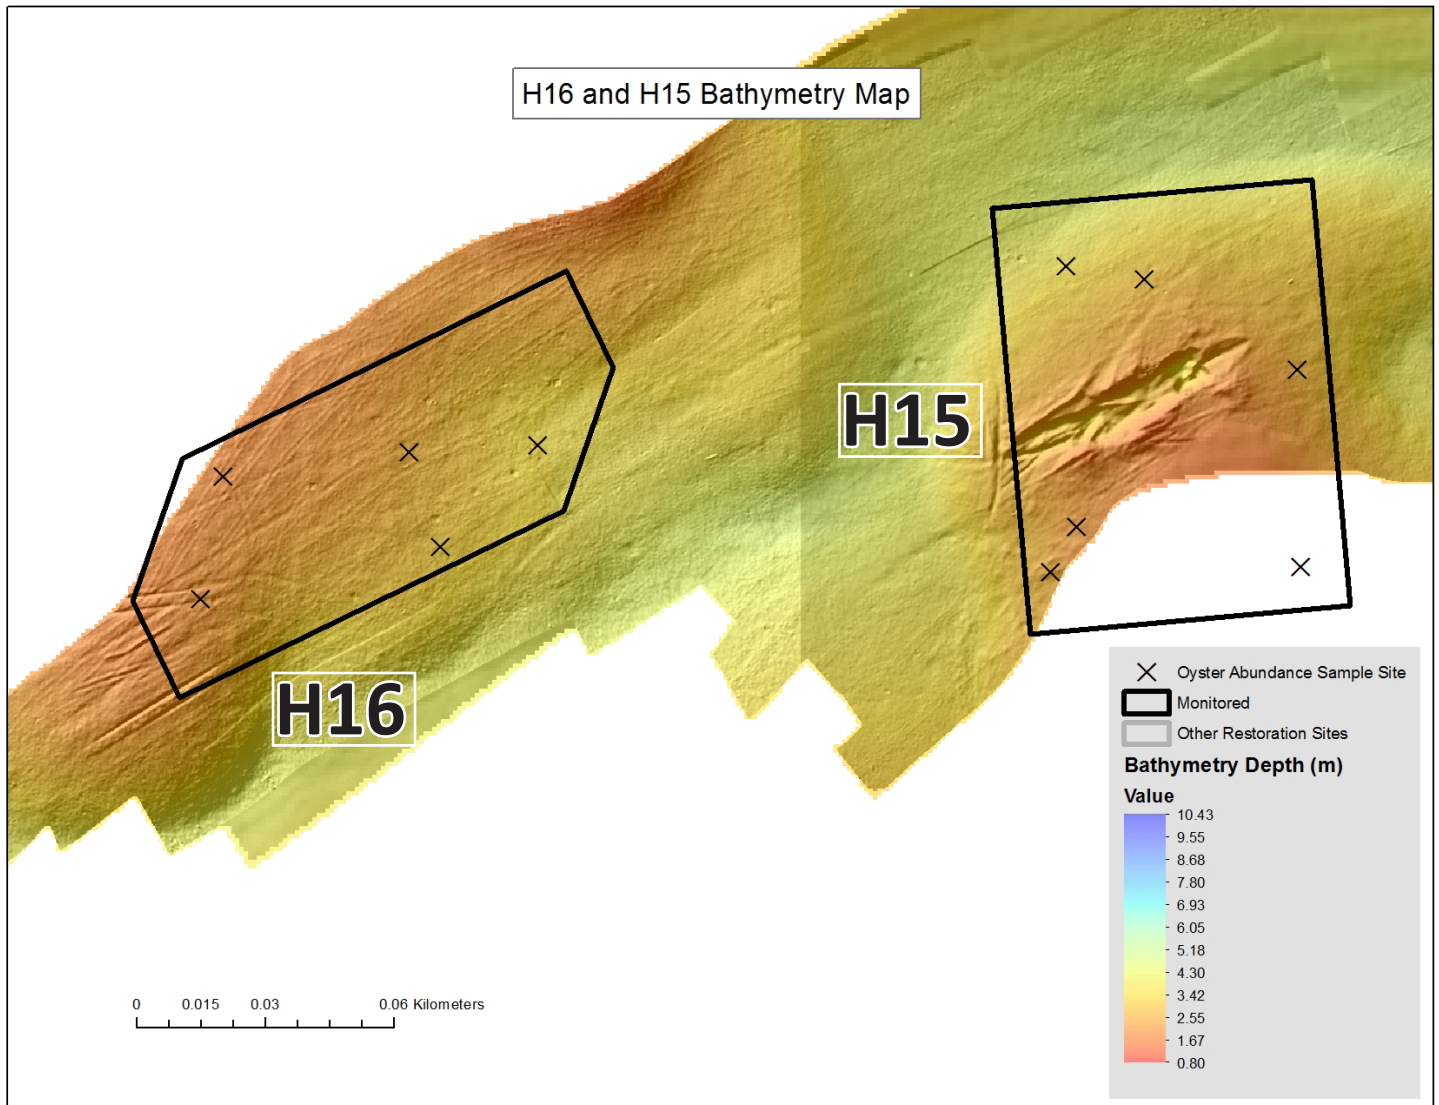 H16 and H15 Bathymetry Map
H15
H16
Oyster Abundance Sample Site
Monitored
Other Restoration Sites
Bathymetry Depth (m)
Value
10.43
9.55
8.68
7.80
6.93
6.05
5.18
4.30
3.42
2.55
1.67
0.80
0 0.015 0.03 0.06 Kilometers